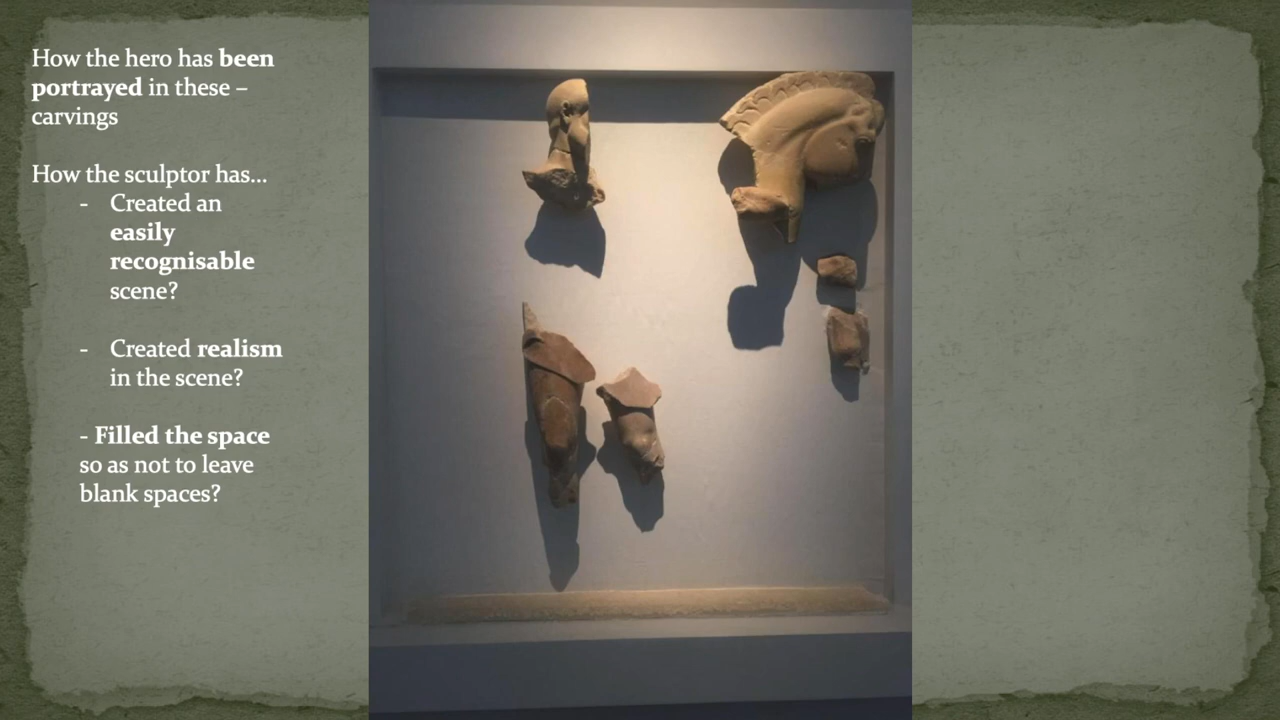 How the hero has been
portrayed in these –
carvings
How the sculptor has…
- Created an
easily
recognisable
scene?
- Created realism
in the scene?
- Filled the space
so as not to leave
blank spaces?